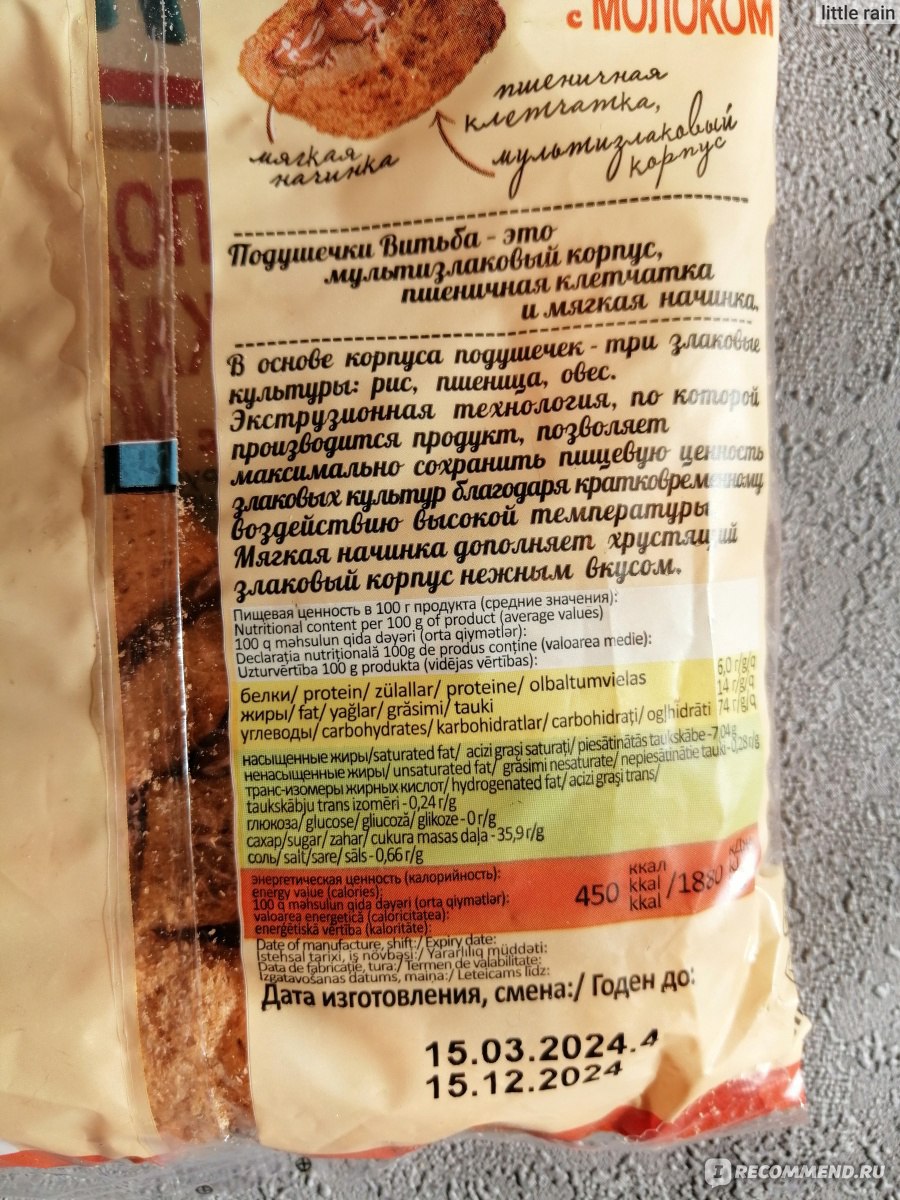 little rain
с МОЛОКОМ
пшеничная
клетчатка,
мягкая
начинка
мультизлаковый
корпус
Подушечки Витьба - это
мультизлаковый корпус,
пшеничная клетчатка
и мягкая начинка.
В основе корпуса подушечек - три злаковые
культуры: рис, пшеница, овес.
Экструзионная технология, по которой
производится продукт, позволяет
максимально сохранить пищевую ценность
злаковых культур благодаря кратковременному
воздействию высокой температуры
Мягкая начинка дополняет хрустящий
злаковый корпус нежным вкусом.
Пищевая ценность в 100 г продукта (средние значения):
Nutritional content per 100 g of product (average values)
100 q məhsulun qida dəyəri (orta qiymətlər):
Declarația nutrițională 100g de produs conține (valoarea medie):
Uzturvērtība 100 g produkta (vidējas vērtības):
белки/ protein/ zülallar/ proteine/ olbaltumvielas 6,0 г/g/q
жиры/ fat/ yağlar/ grăsimi/ tauki 14 г/g/q
углеводы/ carbohydrates/ karbohidratlar/ carbohidrați/ ogļhidrāti 74 г/g/q
насыщенные жиры/saturated fat/ acizi grași saturați/ piesātinātās taukskābe-7,04g
ненасыщенные жиры/ unsaturated fat/ grăsimi nesaturate/ nepiesātinātie tauki-0,28г/g
транс-изомеры жирных кислот/ hydrogenated fat/ acizi grași trans/
taukskābju trans izomēri - 0,24 г/g
глюкоза/ glucose/ gliucoză/ glikoze - 0 г/g
сахар/sugar/ zahar/ cukura masas daļa - 35,9 г/g
соль/ salt/sare/ sāls - 0,66 г/g
энергетическая ценность (калорийность):
energy value (calories):
100 q məhsulun qida dəyəri (orta qiymətlər):
valoarea energetică (caloricitatea):
enerģētiskā vērtība (kaloritāte):
450 ккал kkal kkal /1880
Date of manufacture, shift:/ Expiry date:
İstehsal tarixi, iş növbəsi:/ Yararlılıq müddəti:
Data de fabricație, tura:/ Termen de valabilitate:
Izgatavošanas datums, maiņa:/ Leteicams līdz:
Дата изготовления, смена:/ Годен до:
15.03.2024.4
15.12.2024
RECOMMEND.RU